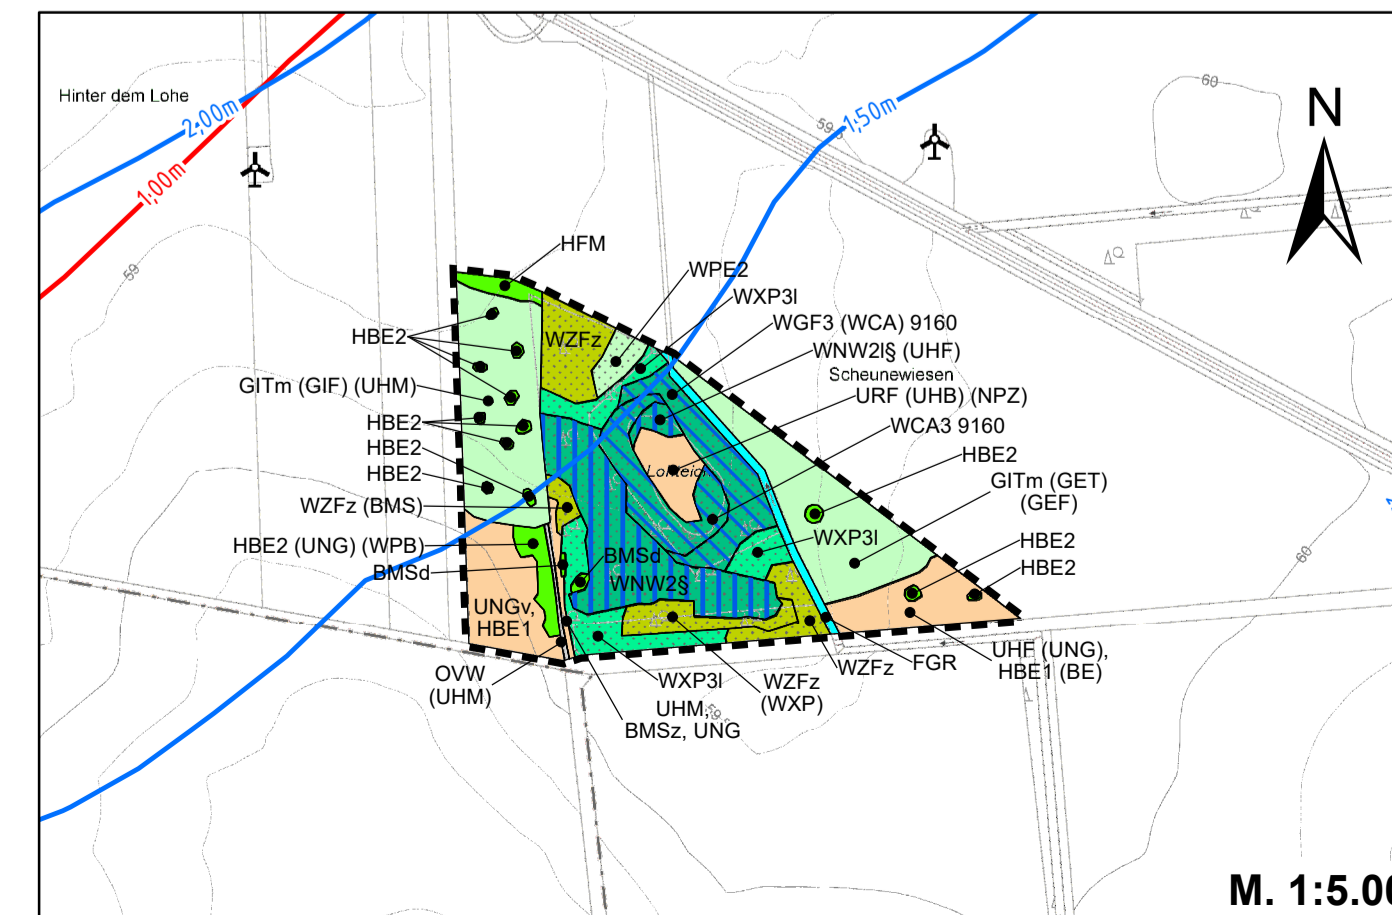 Hinter dem Lohe
2,00m
1,00m
1,50m
59
60
N
HFM
WPE2
WXP3l
WGF3 (WCA) 9160
WNW2l§ (UHF)
Scheunewiesen
URF (UHB) (NPZ)
WCA3 9160
HBE2
GITm (GET)
(GEF)
HBE2
HBE2
HBE2
WZFz
GITm (GIF) (UHM)
HBE2
HBE2
HBE2
WZFz (BMS)
HBE2 (UNG) (WPB)
BMSd
BMSd
WNW2§
WXP3l
UNGv,
HBE1
OVW
(UHM)
WXP3l
UHM,
BMSz, UNG
WZFz
(WXP)
WZFz
FGR
UHF (UNG),
HBE1 (BE)
60
M. 1:5.00